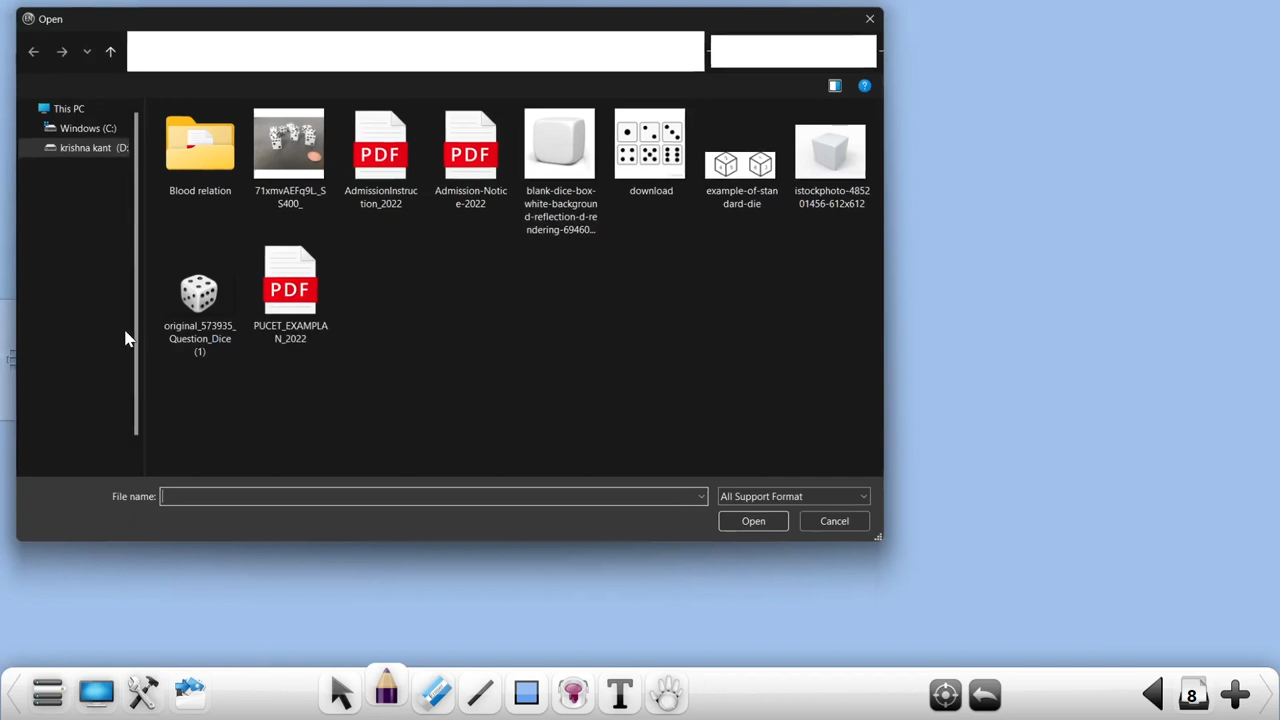 Open
This PC
Windows (C:)
krishna kant (D:
Blood relation
71xmvAEFq9L._S
S400_
AdmissionInstruc
tion_2022
Admission-Notic
e-2022
blank-dice-box-
white-backgroun
d-reflection-d-re
ndering-69460...
download
example-of-stan
dard-die
istockphoto-4852
01456-612x612
PDF
PDF
original_573935_
Question_Dice
(1)
PUCET_EXAMPLA
N_2022
PDF
File name:
All Support Format
Open
Cancel
T
8